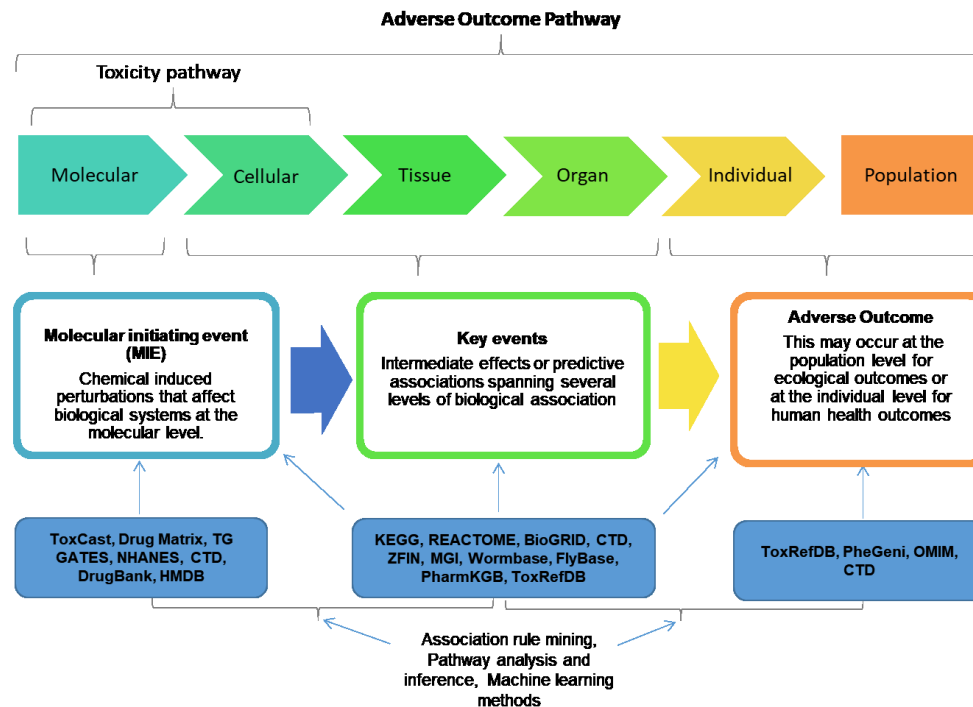 Adverse Outcome Pathway
Toxicity pathway
Molecular
Cellular
Tissue
Organ
Individual
Population
Molecular initiating event
(MIE)
Chemical induced
perturbations that affect
biological systems at the
molecular level.
Key events
Intermediate effects or predictive
associations spanning several
levels of biological association
Adverse Outcome
This may occur at the
population level for
ecological outcomes or
at the individual level for
human health outcomes
ToxCast, Drug Matrix, TG
GATES, NHANES, CTD,
DrugBank, HMDB
KEGG, REACTOME, BioGRID, CTD,
ZFIN, MGI, Wormbase, FlyBase,
PharmKGB, ToxRefDB
ToxRefDB, PheGeni, OMIM,
CTD
Association rule mining,
Pathway analysis and
inference, Machine learning
methods